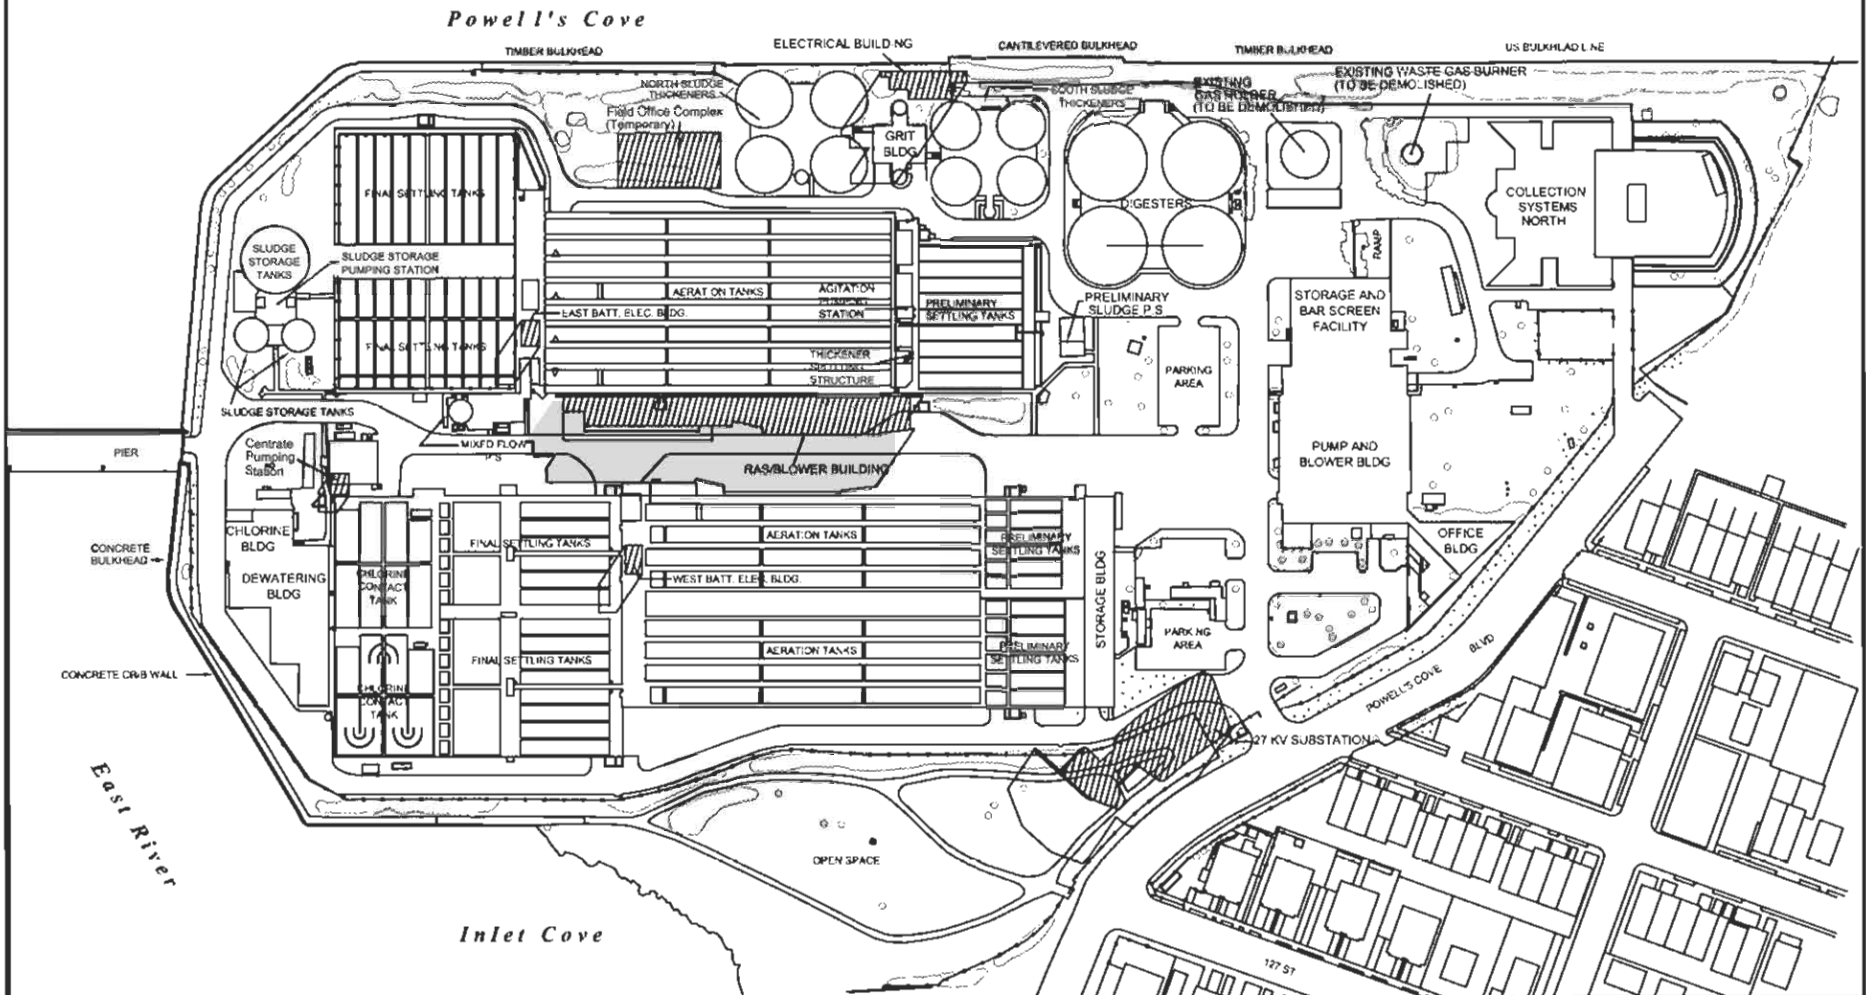 Powell's Cove
TIMBER BULKHEAD
ELECTRICAL BUILDING
CANTILEVERED BULKHEAD
TIMBER BULKHEAD
US BULKHEAD LINE
NORTH SLUDGE
THICKENERS
Field Office Complex
(Temporary)
GRIT
BLDG
SOUTH SLUDGE
THICKENERS
EXISTING
GAS HOLDER
(TO BE DEMOLISHED)
EXISTING WASTE GAS BURNER
(TO BE DEMOLISHED)
FINAL SETTLING TANKS
DIGESTERS
COLLECTION
SYSTEMS
NORTH
SLUDGE
STORAGE
TANKS
SLUDGE STORAGE
PUMPING STATION
RAMP
AERATION TANKS
AGITATION
STATION
EAST BATT. ELEC. BLDG.
PRELIMINARY
SETTLING TANKS
PRELIMINARY
SLUDGE P.S
STORAGE AND
BAR SCREEN
FACILITY
FINAL SETTLING TANKS
THICKENER
SPLITTING
STRUCTURE
PARKING
AREA
SLUDGE STORAGE TANKS
MIXED FLOW
P'S
RAS/BLOWER BUILDING
PUMP AND
BLOWER BLDG
PIER
Centrate
Pumping
Station
CHLORINE
BLDG
DEWATERING
BLDG
CHLORINE
CONTACT
TANK
FINAL SETTLING TANKS
AERATION TANKS
WEST BATT. ELEC. BLDG.
PRELIMINARY
SETTLING TANKS
STORAGE BLDG
OFFICE
BLDG
CONCRETE
BULKHEAD
FINAL SETTLING TANKS
AERATION TANKS
PRELIMINARY
SETTLING TANKS
PARKING
AREA
CONCRETE CRIB WALL
CHLORINE
CONTACT
TANK
POWELL'S COVE BLVD
27 KV SUBSTATION
East River
OPEN SPACE
Inlet Cove
127 ST